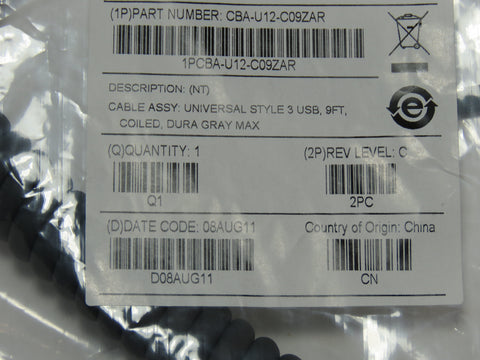 (1P)PART NUMBER: CBA-U12-C09ZAR
1PCBA-U12-C09ZAR
DESCRIPTION: (NT)
CABLE ASSY: UNIVERSAL STYLE 3 USB, 9FT,
COILED, DURA GRAY MAX
(Q)QUANTITY: 1
Q1
(2P)REV LEVEL: C
2PC
(D)DATE CODE: 08AUG11
D08AUG11
Country of Origin: China
CN